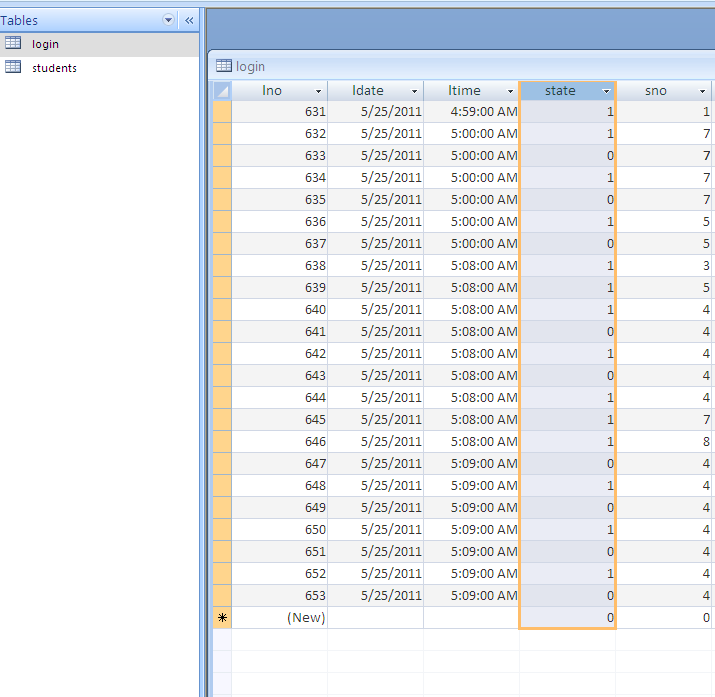 Tables «
login
students
login
lno ldate ltime state sno
631 5/25/2011 4:59:00 AM 1 1
632 5/25/2011 5:00:00 AM 1 7
633 5/25/2011 5:00:00 AM 0 7
634 5/25/2011 5:00:00 AM 1 7
635 5/25/2011 5:00:00 AM 0 7
636 5/25/2011 5:00:00 AM 1 5
637 5/25/2011 5:00:00 AM 0 5
638 5/25/2011 5:08:00 AM 1 3
639 5/25/2011 5:08:00 AM 1 5
640 5/25/2011 5:08:00 AM 1 4
641 5/25/2011 5:08:00 AM 0 4
642 5/25/2011 5:08:00 AM 1 4
643 5/25/2011 5:08:00 AM 0 4
644 5/25/2011 5:08:00 AM 1 4
645 5/25/2011 5:08:00 AM 1 7
646 5/25/2011 5:08:00 AM 1 8
647 5/25/2011 5:09:00 AM 0 4
648 5/25/2011 5:09:00 AM 1 4
649 5/25/2011 5:09:00 AM 0 4
650 5/25/2011 5:09:00 AM 1 4
651 5/25/2011 5:09:00 AM 0 4
652 5/25/2011 5:09:00 AM 1 4
653 5/25/2011 5:09:00 AM 0 4
* (New) 0 0